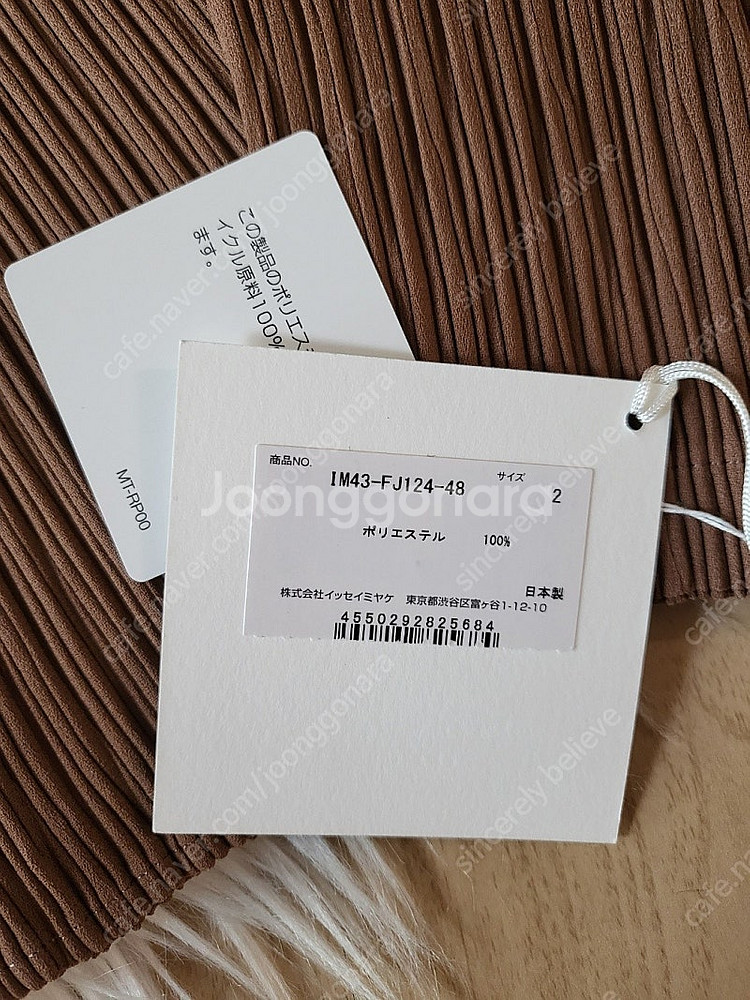 この製品のポリエス
イクル原料100%
ます。
MT-RP00
商品NO.
サイズ
IM43-FJ124-48
2
ポリエステル 100%
日本製
株式会社イッセイミヤケ 東京都渋谷区富ヶ谷1-12-10
4550292825684
Joonggonara
cafe.naver.com/joonggonara
sincerely believe